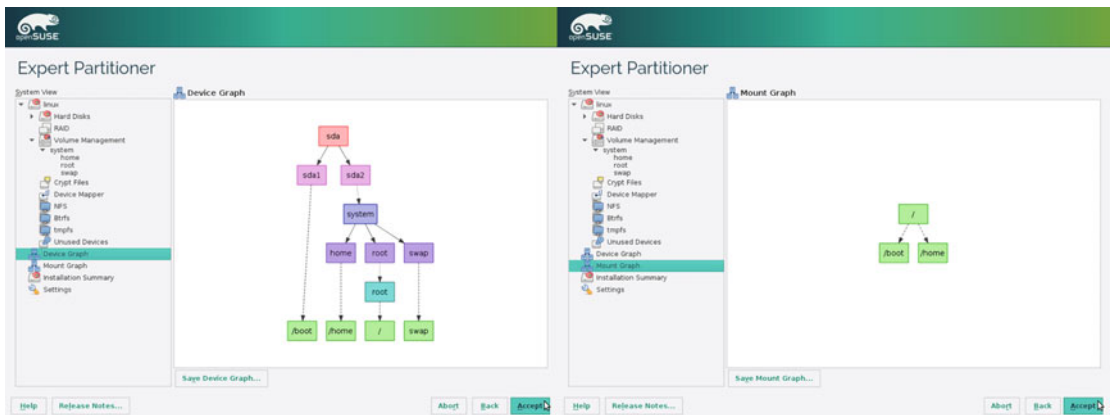 openSUSE
Expert Partitioner
System View
linux
Hard Disks
RAID
Volume Management
system
home
root
swap
Crypt Files
Device Mapper
NFS
Btrfs
tmpfs
Unused Devices
Device Graph
Mount Graph
Installation Summary
Settings
Device Graph
sda
sda1 sda2
system
home root swap
root
/boot /home / swap
Save Device Graph...
Help Release Notes... Abort Back Accept
openSUSE
Expert Partitioner
System View
linux
Hard Disks
RAID
Volume Management
system
home
root
swap
Crypt Files
Device Mapper
NFS
Btrfs
tmpfs
Unused Devices
Device Graph
Mount Graph
Installation Summary
Settings
Mount Graph
/
/boot /home
Save Mount Graph...
Help Release Notes... Abort Back Accept